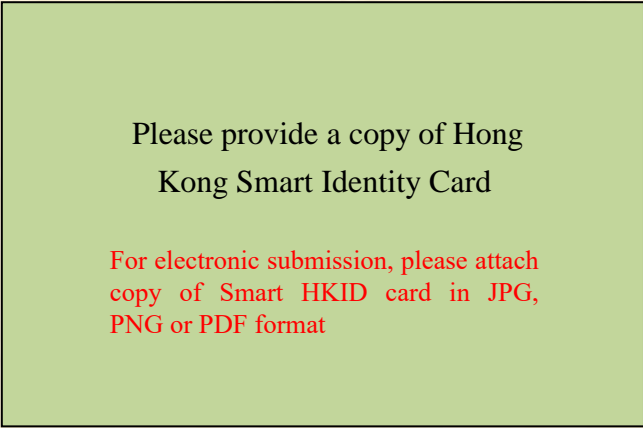 Please provide a copy of Hong
Kong Smart Identity Card
For electronic submission, please attach
copy of Smart HKID card in JPG,
PNG or PDF format